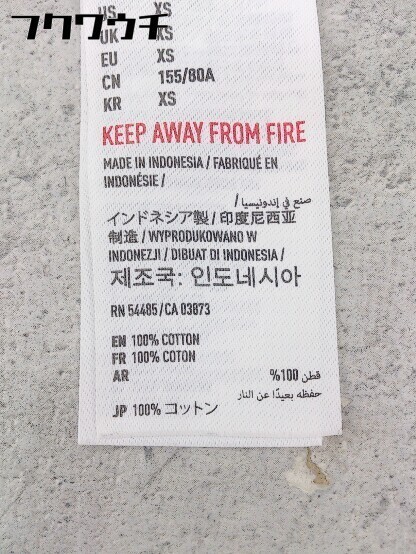 フクウウチ
US XS
UK XS
EU XS
CN 155/80A
KR XS
KEEP AWAY FROM FIRE
MADE IN INDONESIA / FABRIQUÉ EN
INDONÉSIE /
صنع في إندونيسيا /
インドネシア製 / 印度尼西亚
制造 / WYPRODUKOWANO W
INDONEZJI / DIBUAT DI INDONESIA /
제조국: 인도네시아
RN 54485 / CA 03873
EN 100% COTTON
FR 100% COTON
AR قطن 100%
حفظه بعيدًا عن النار
JP 100% コットン